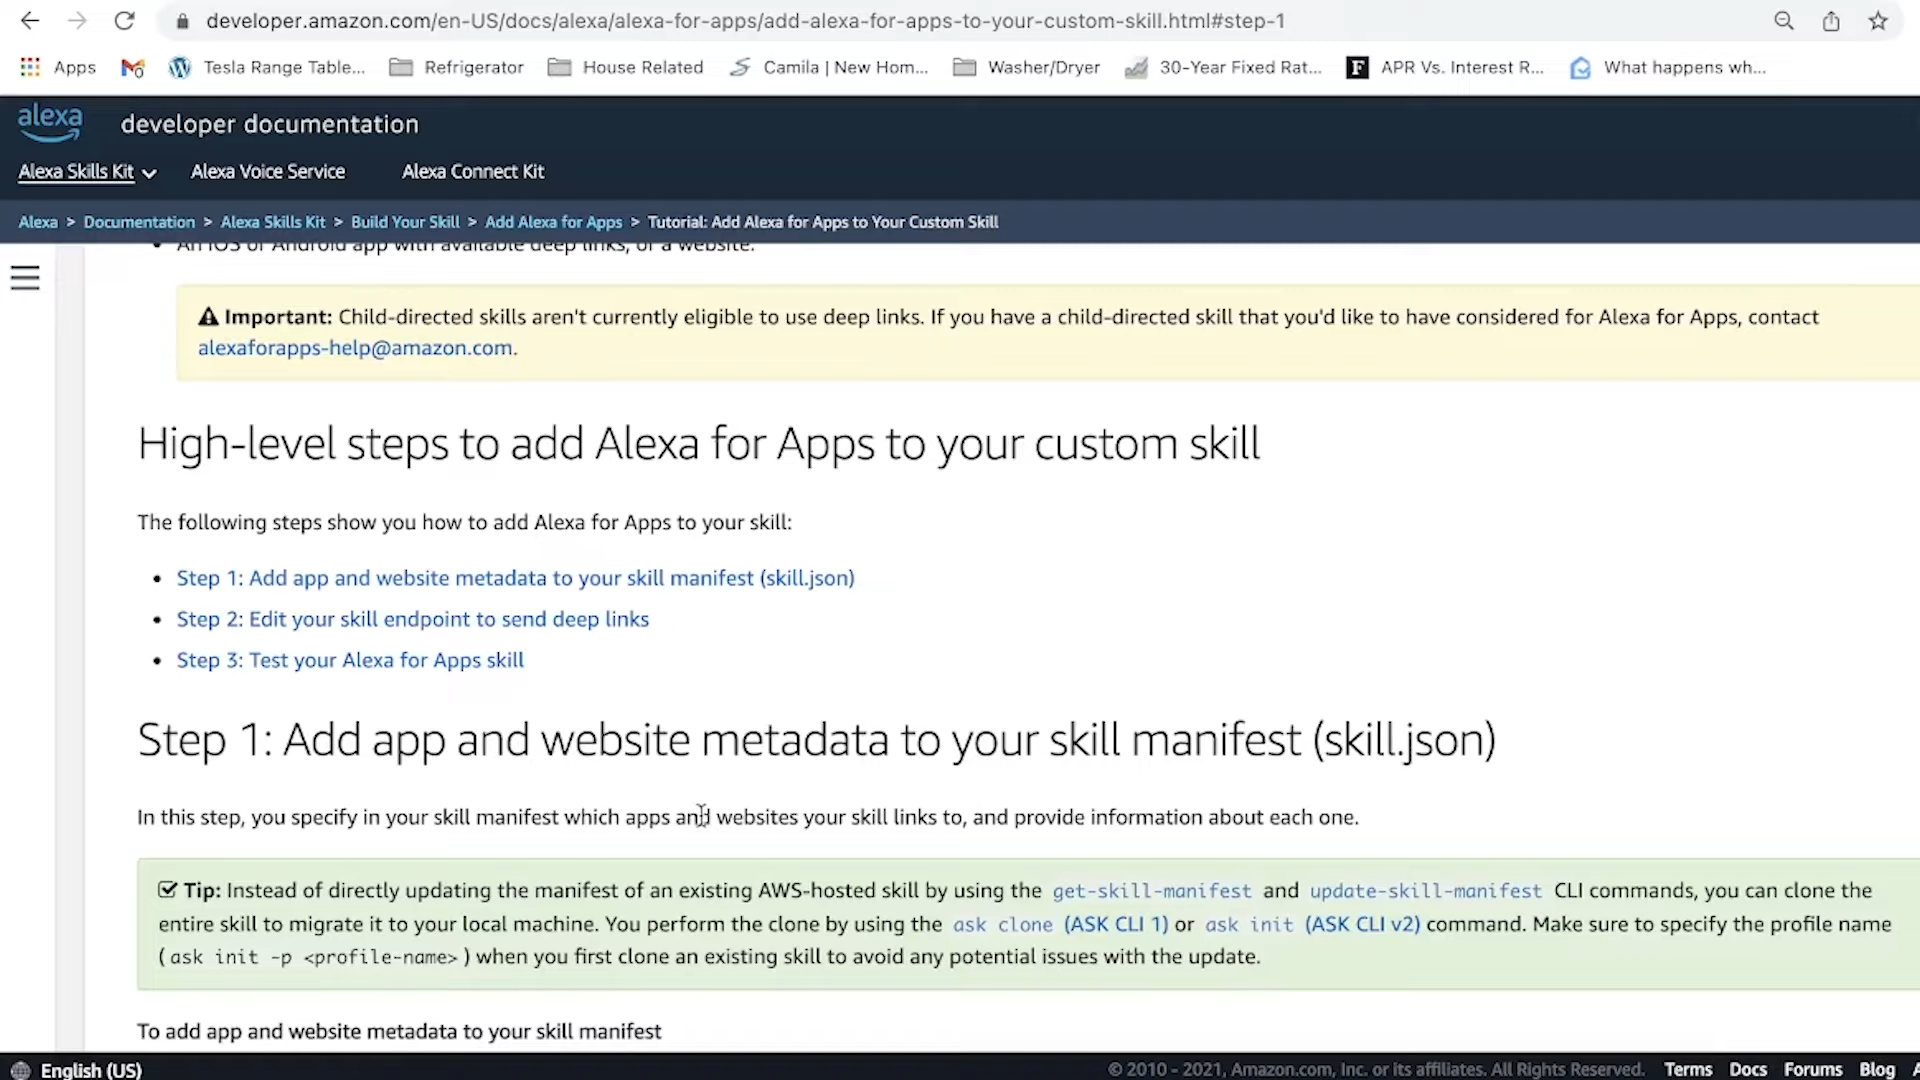 developer.amazon.com/en-US/docs/alexa/alexa-for-apps/add-alexa-for-apps-to-your-custom-skill.html#step-1
Apps Tesla Range Table... Refrigerator House Related Camila | New Hom... Washer/Dryer 30-Year Fixed Rat... F APR Vs. Interest R... What happens wh...
alexa developer documentation
Alexa Skills Kit Alexa Voice Service Alexa Connect Kit
Alexa > Documentation > Alexa Skills Kit > Build Your Skill > Add Alexa for Apps > Tutorial: Add Alexa for Apps to Your Custom Skill
• An iOS or Android app with available deep links, or a website.
Important: Child-directed skills aren't currently eligible to use deep links. If you have a child-directed skill that you'd like to have considered for Alexa for Apps, contact
alexaforapps-help@amazon.com.
High-level steps to add Alexa for Apps to your custom skill
The following steps show you how to add Alexa for Apps to your skill:
• Step 1: Add app and website metadata to your skill manifest (skill.json)
• Step 2: Edit your skill endpoint to send deep links
• Step 3: Test your Alexa for Apps skill
Step 1: Add app and website metadata to your skill manifest (skill.json)
In this step, you specify in your skill manifest which apps and websites your skill links to, and provide information about each one.
Tip: Instead of directly updating the manifest of an existing AWS-hosted skill by using the get-skill-manifest and update-skill-manifest CLI commands, you can clone the
entire skill to migrate it to your local machine. You perform the clone by using the ask clone (ASK CLI 1) or ask init (ASK CLI v2) command. Make sure to specify the profile name
(ask init -p <profile-name>) when you first clone an existing skill to avoid any potential issues with the update.
To add app and website metadata to your skill manifest
English (US) © 2010 - 2021, Amazon.com, Inc. or its affiliates. All Rights Reserved. Terms Docs Forums Blog